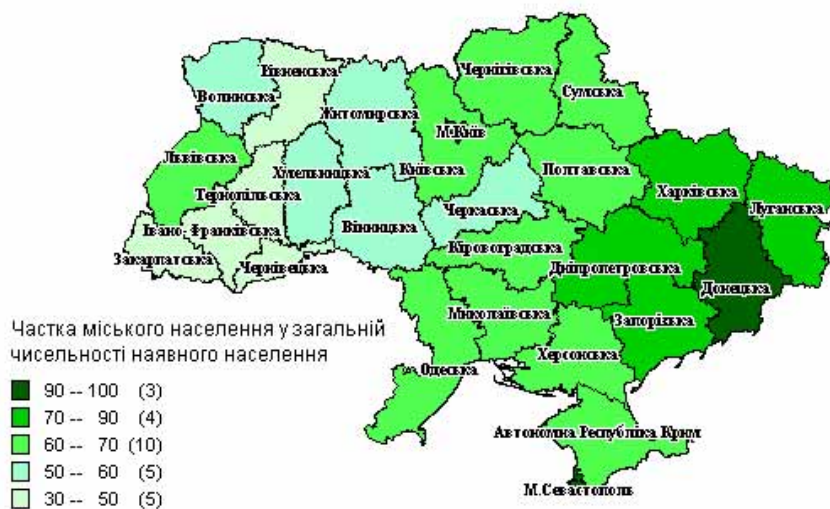 Чернігівська
Рівненська
Волинська
Сумська
Житомирська
М.Київ
Львівська
Київська
Полтавська
Хмельницька
Харківська
Тернопільська
Луганська
Черкаська
Вінницька
Івано-Франківська
Закарпатська
Кіровоградська
Чернівецька
Дніпропетровська
Донецька
Миколаївська
Запорізька
Частка міського населення у загальній
чисельності наявного населення
Херсонська
Одеська
90 -- 100 (3)
70 -- 90 (4)
60 -- 70 (10)
50 -- 60 (5)
30 -- 50 (5)
Автономна Республіка Крим
М.Севастополь